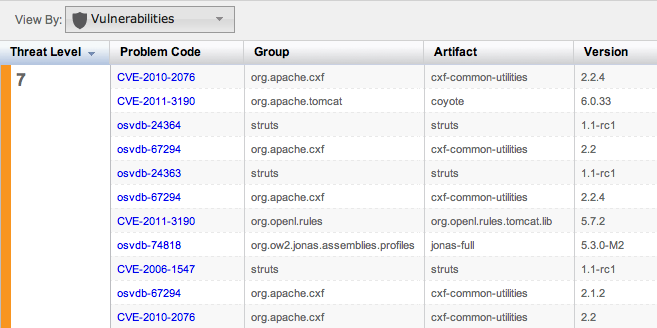 View By: Vulnerabilities
Threat Level Problem Code Group Artifact Version
7 CVE-2010-2076 org.apache.cxf cxf-common-utilities 2.2.4
CVE-2011-3190 org.apache.tomcat coyote 6.0.33
osvdb-24364 struts struts 1.1-rc1
osvdb-67294 org.apache.cxf cxf-common-utilities 2.2
osvdb-24363 struts struts 1.1-rc1
osvdb-67294 org.apache.cxf cxf-common-utilities 2.2.4
CVE-2011-3190 org.openl.rules org.openl.rules.tomcat.lib 5.7.2
osvdb-74818 org.ow2.jonas.assemblies.profiles jonas-full 5.3.0-M2
CVE-2006-1547 struts struts 1.1-rc1
osvdb-67294 org.apache.cxf cxf-common-utilities 2.1.2
CVE-2010-2076 org.apache.cxf cxf-common-utilities 2.2